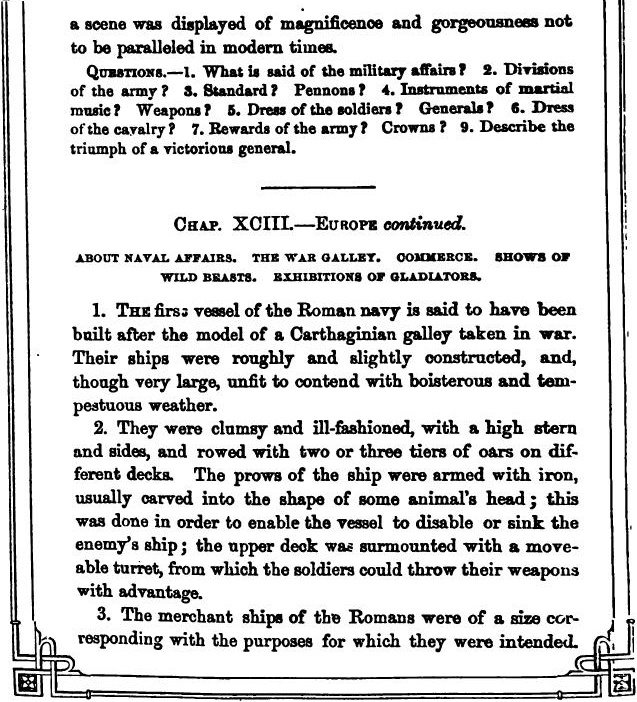 a scene was displayed of magnificence and gorgeousness not
to be paralleled in modern times.
QUESTIONS.—1. What is said of the military affairs? 2. Divisions
of the army? 3. Standard? Pennons? 4. Instruments of martial
music? Weapons? 5. Dress of the soldiers? Generals? 6. Dress
of the cavalry? 7. Rewards of the army? Crowns? 9. Describe the
triumph of a victorious general.
CHAP. XCIII.—EUROPE continued.
ABOUT NAVAL AFFAIRS. THE WAR GALLEY. COMMERCE. SHOWS OF
WILD BEASTS. EXHIBITIONS OF GLADIATORS.
1. THE first vessel of the Roman navy is said to have been
built after the model of a Carthaginian galley taken in war.
Their ships were roughly and slightly constructed, and,
though very large, unfit to contend with boisterous and tem-
pestuous weather.
2. They were clumsy and ill-fashioned, with a high stern
and sides, and rowed with two or three tiers of oars on dif-
ferent decks. The prows of the ship were armed with iron,
usually carved into the shape of some animal's head; this
was done in order to enable the vessel to disable or sink the
enemy's ship; the upper deck was surmounted with a move-
able turret, from which the soldiers could throw their weapons
with advantage.
3. The merchant ships of the Romans were of a size cor-
responding with the purposes for which they were intended.